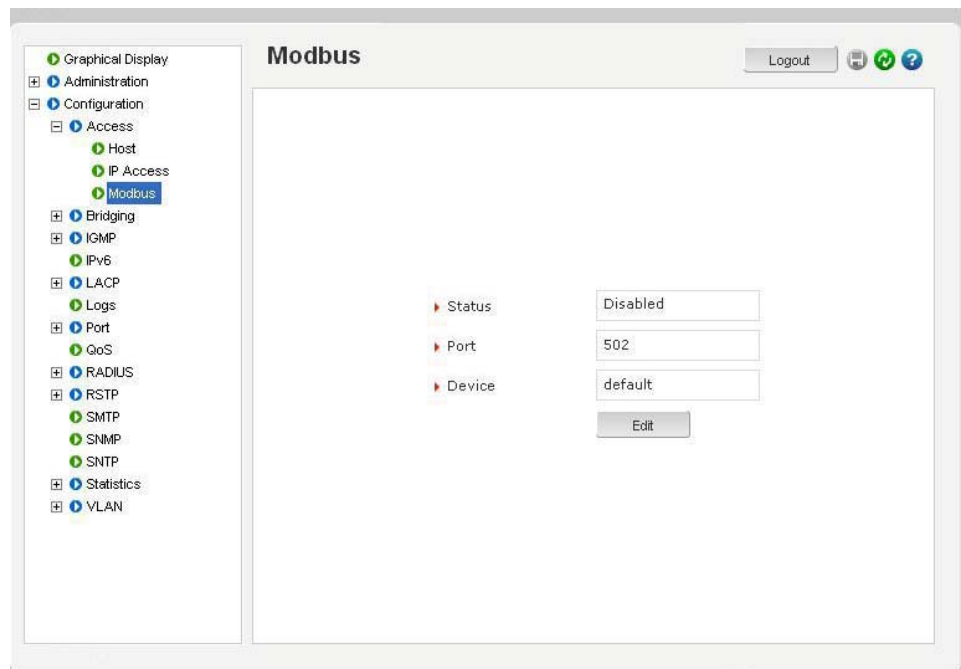 Graphical Display
Administration
Configuration
Access
Host
IP Access
Modbus
Bridging
IGMP
IPv6
LACP
Logs
Port
QoS
RADIUS
RSTP
SMTP
SNMP
SNTP
Statistics
VLAN
Modbus
Logout
?
Status Disabled
Port 502
Device default
Edit